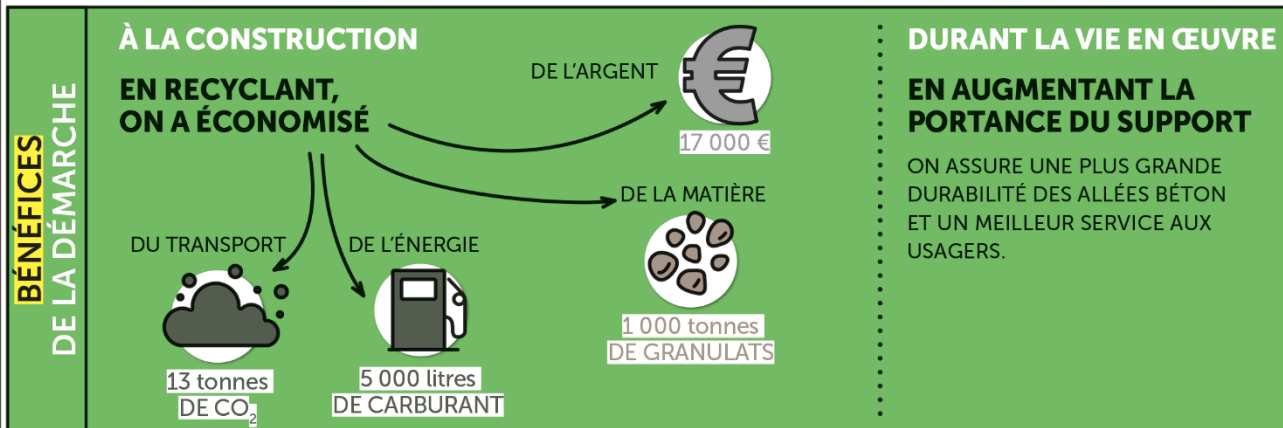 BÉNÉFICES
DE LA DÉMARCHE
À LA CONSTRUCTION
EN RECYCLANT,
ON A ÉCONOMISÉ
DE L'ARGENT
17 000 €
DE LA MATIÈRE
1 000 tonnes
DE GRANULATS
DU TRANSPORT
13 tonnes
DE CO₂
DE L'ÉNERGIE
5 000 litres
DE CARBURANT
DURANT LA VIE EN ŒUVRE
EN AUGMENTANT LA
PORTANCE DU SUPPORT
ON ASSURE UNE PLUS GRANDE
DURABILITÉ DES ALLÉES BÉTON
ET UN MEILLEUR SERVICE AUX
USAGERS.